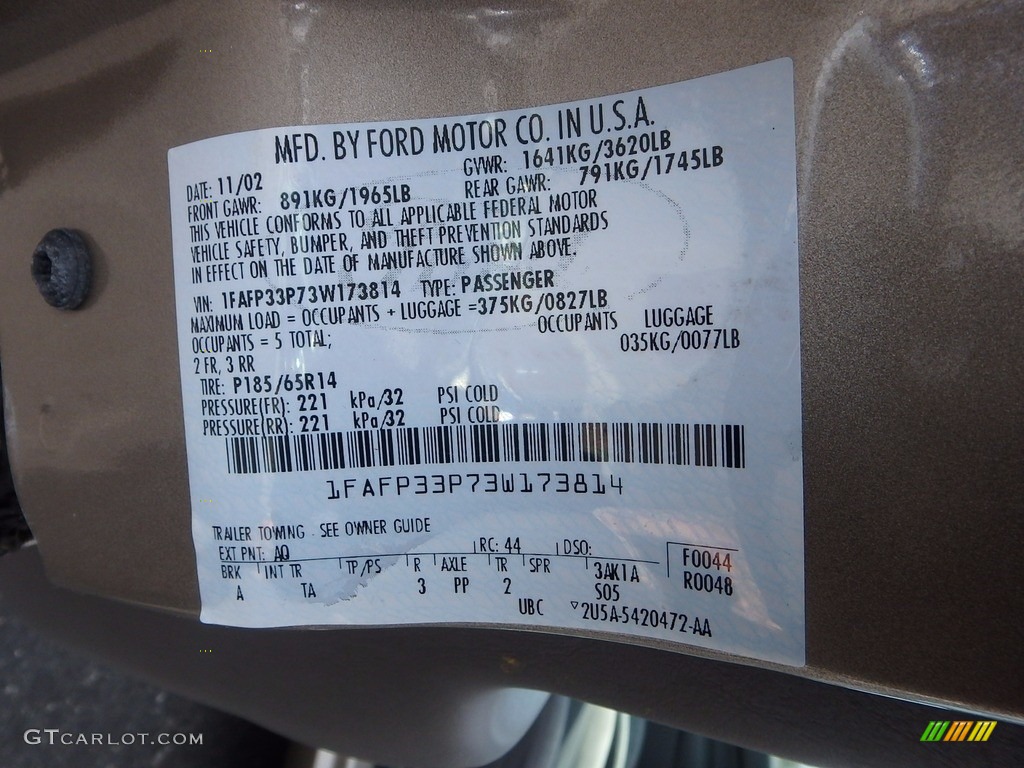 MFD. BY FORD MOTOR CO. IN U.S.A.
DATE: 11/02 GVWR: 1641KG/3620LB
FRONT GAWR: 891KG/1965LB REAR GAWR: 791KG/1745LB
THIS VEHICLE CONFORMS TO ALL APPLICABLE FEDERAL MOTOR
VEHICLE SAFETY, BUMPER, AND THEFT PREVENTION STANDARDS
IN EFFECT ON THE DATE OF MANUFACTURE SHOWN ABOVE.
VIN: 1FAFP33P73W173814 TYPE: PASSENGER
MAXIMUM LOAD = OCCUPANTS + LUGGAGE =375KG/0827LB
OCCUPANTS = 5 TOTAL; OCCUPANTS LUGGAGE
2 FR, 3 RR 035KG/0077LB
TIRE: P185/65R14
PRESSURE(FR): 221 kPa/32 PSI COLD
PRESSURE(RR): 221 kPa/32 PSI COLD
1FAFP33P73W173814
TRAILER TOWING - SEE OWNER GUIDE
EXT PNT: AQ RC: 44 DSO: F0044
BRK INT TR TP/PS R AXLE TR SPR 3AK1A R0048
A TA 3 PP 2 S05
UBC 2U5A-5420472-AA
GTCARLOT.COM